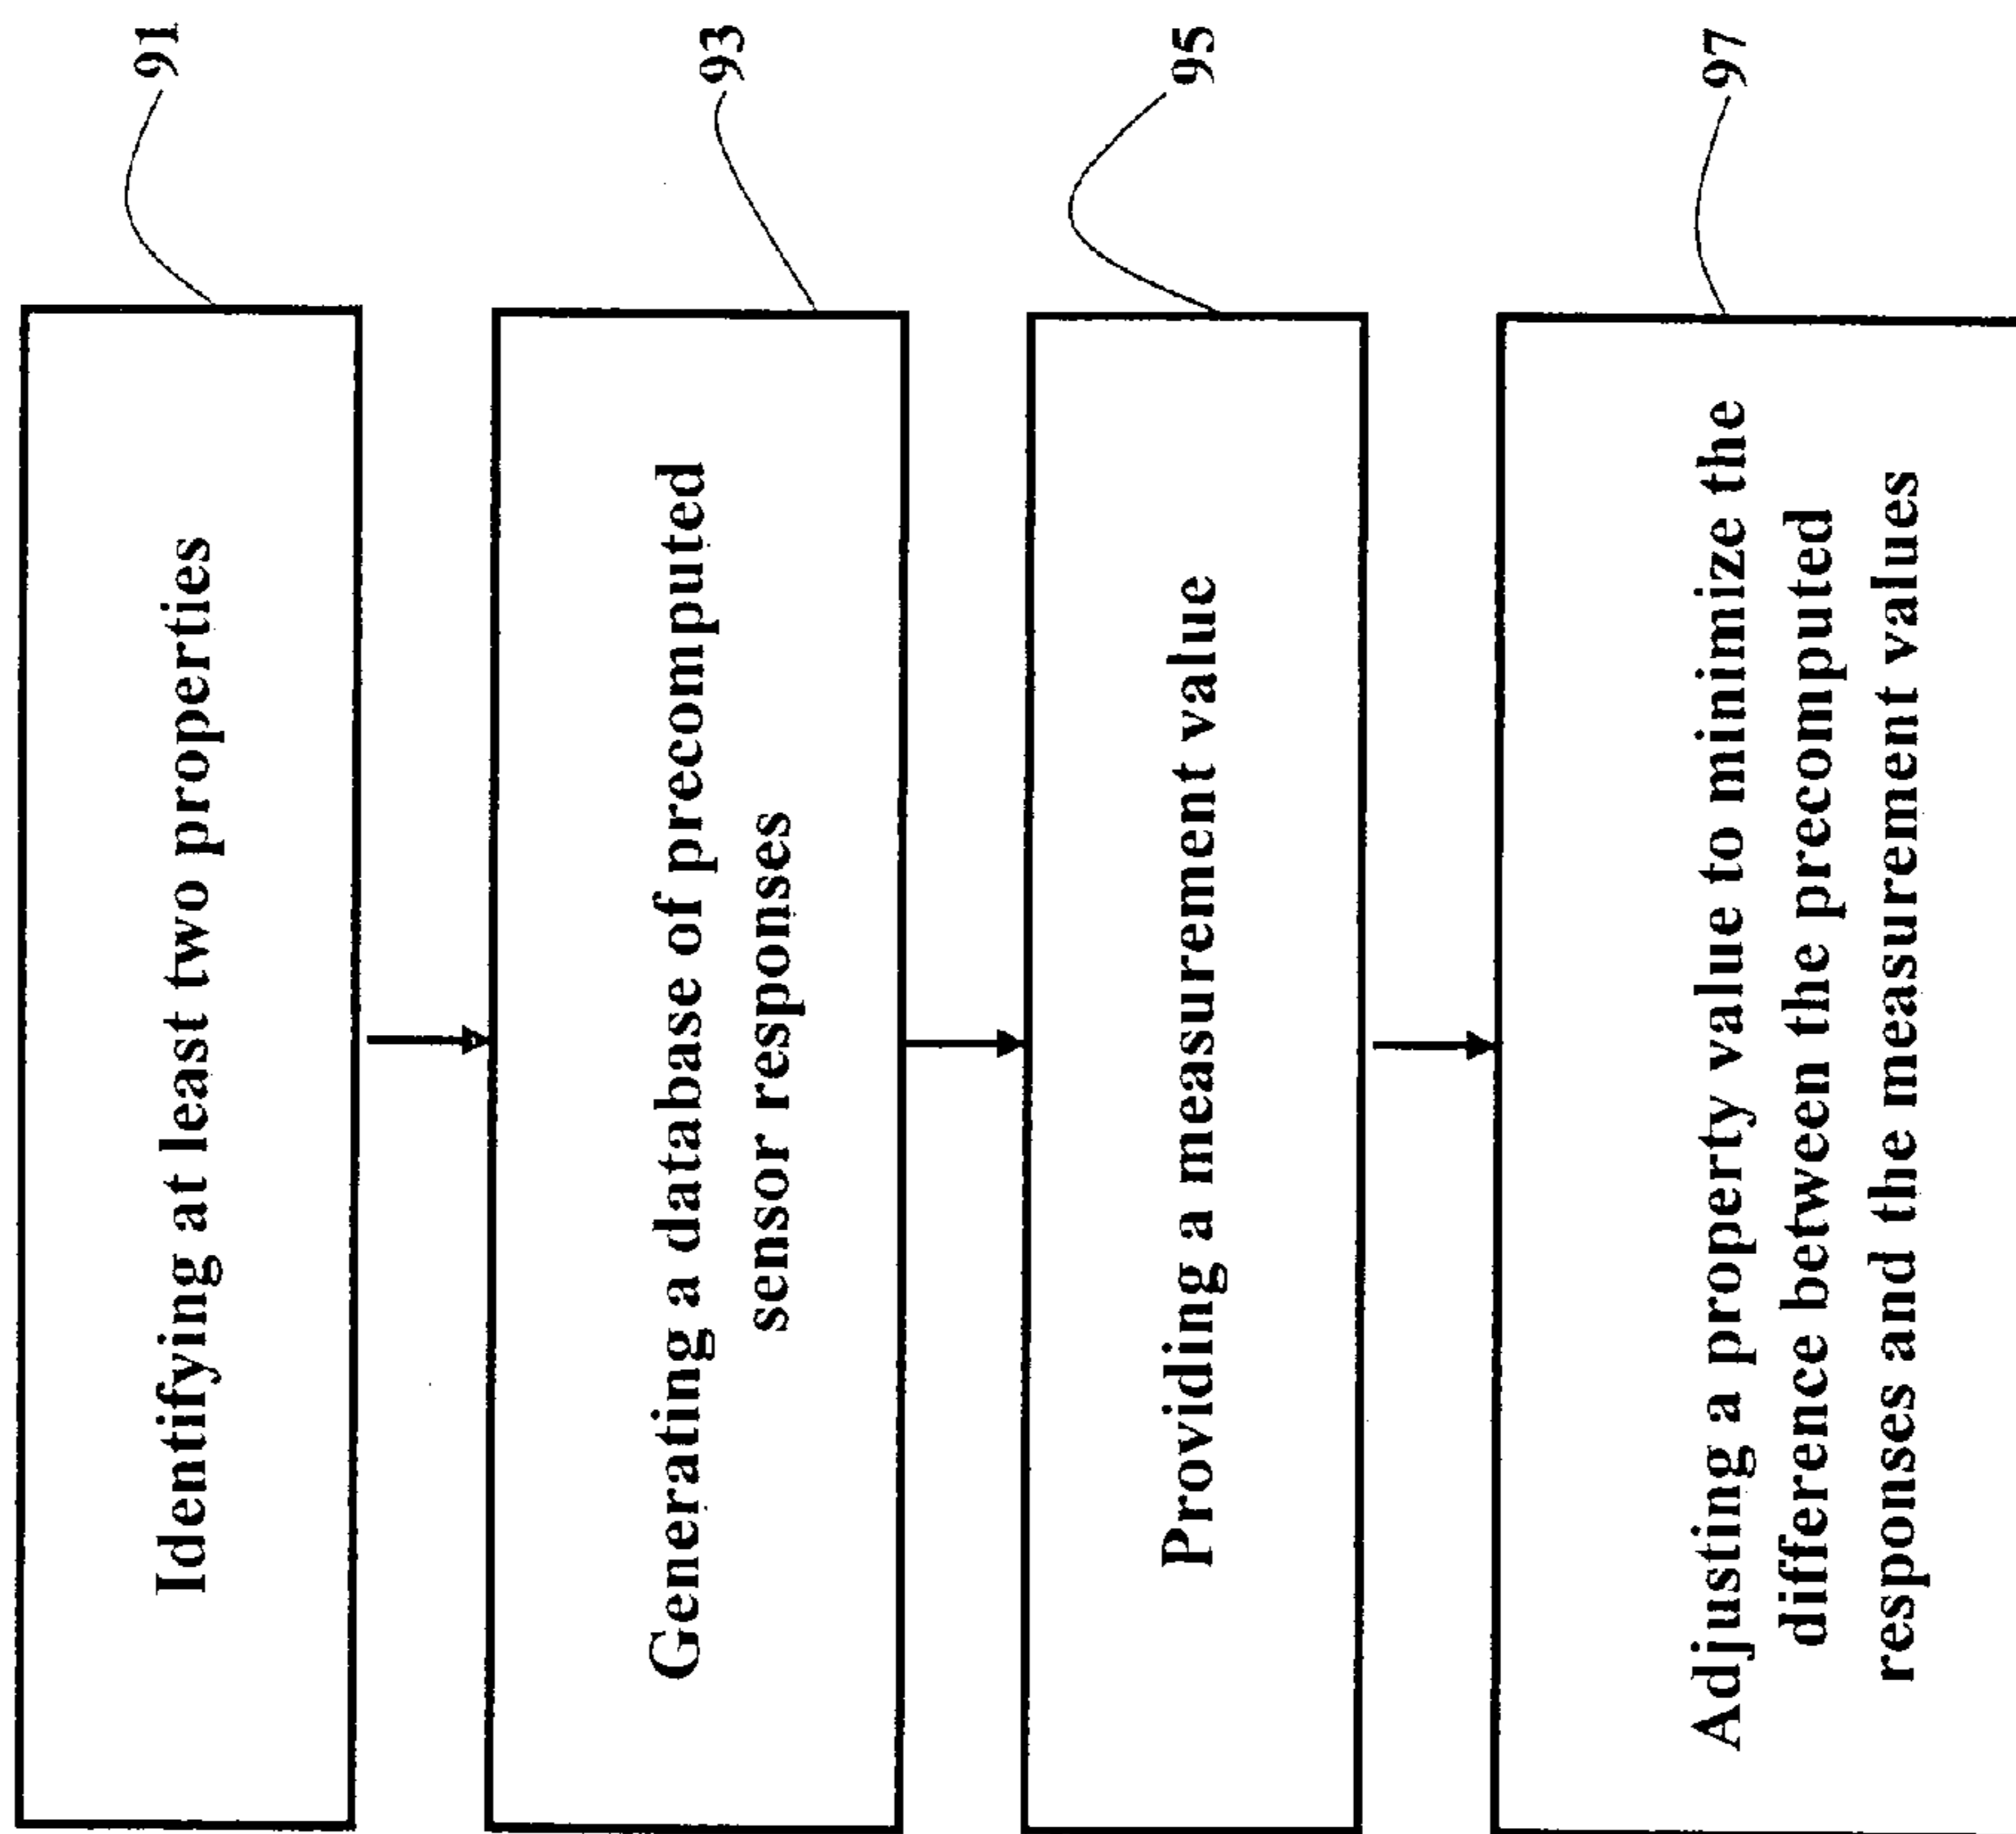 Identifying at least two properties
91
Generating a database of precomputed
sensor responses
93
Providing a measurement value
95
Adjusting a property value to minimize the
difference between the precomputed
responses and the measurement values
97